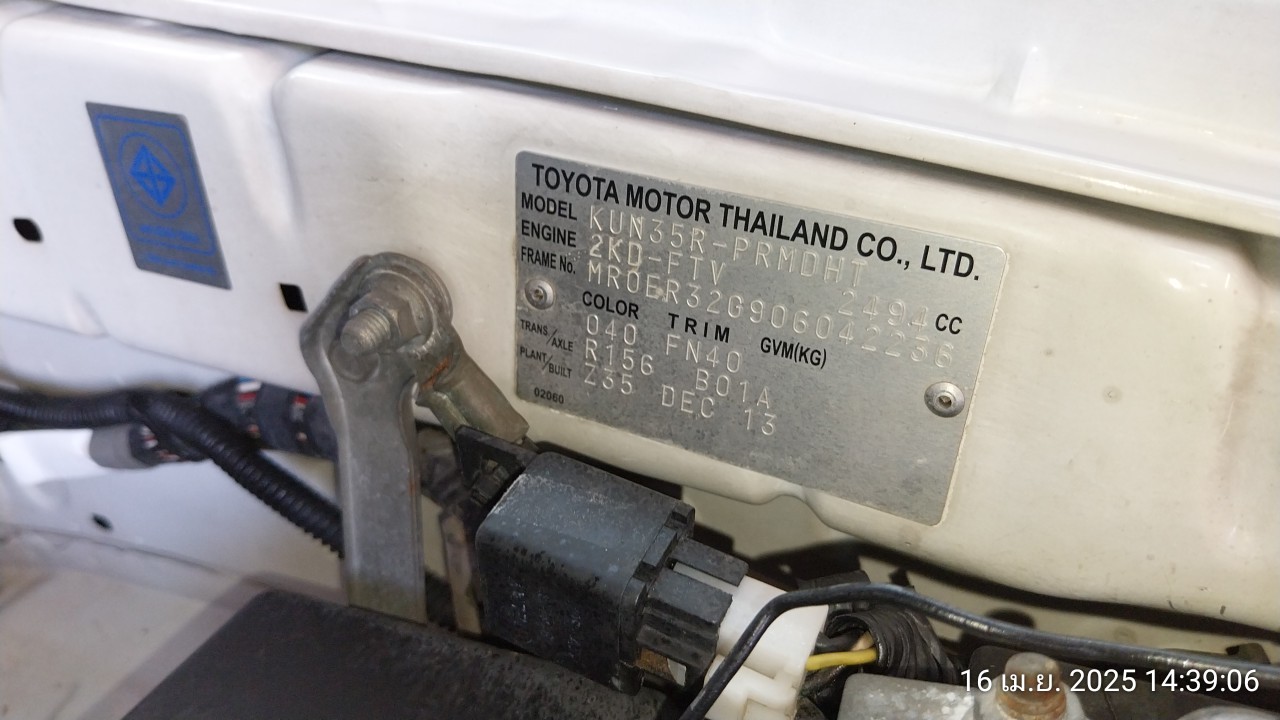 TOYOTA MOTOR THAILAND CO., LTD.
MODEL KUN35R-PRMDHT
ENGINE 2KD-FTV 2494 CC
FRAME No. MR0ER32G906042236
COLOR TRIM GVM(KG)
040 FN40
TRANS/AXLE R156 B01A
PLANT/BUILT Z35 DEC 13
02060
16 เม.ย. 2025 14:39:06